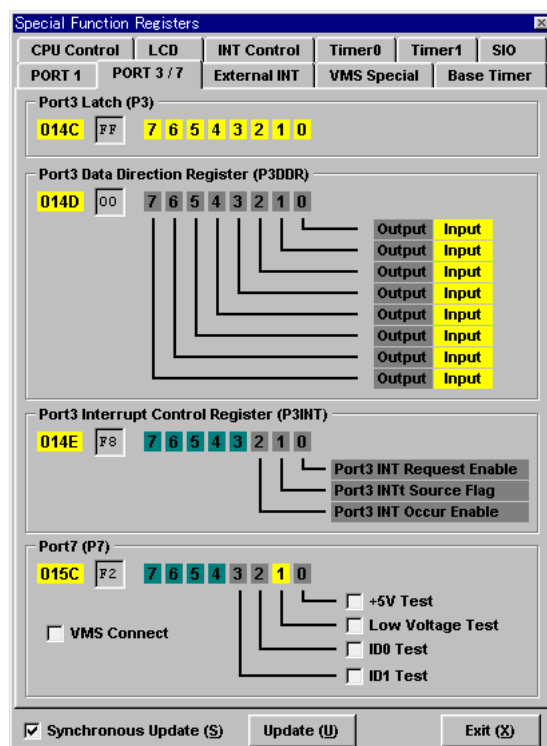 Special Function Registers
CPU Control LCD INT Control Timer0 Timer1 SIO
PORT 1 PORT 3 / 7 External INT VMS Special Base Timer
Port3 Latch (P3)
014C FF 7 6 5 4 3 2 1 0
Port3 Data Direction Register (P3DDR)
014D 00 7 6 5 4 3 2 1 0
Output Input
Output Input
Output Input
Output Input
Output Input
Output Input
Output Input
Output Input
Port3 Interrupt Control Register (P3INT)
014E F8 7 6 5 4 3 2 1 0
Port3 INT Request Enable
Port3 INTt Source Flag
Port3 INT Occur Enable
Port7 (P7)
015C F2 7 6 5 4 3 2 1 0
+5V Test
Low Voltage Test
VMS Connect
ID0 Test
ID1 Test
Synchronous Update (S) Update (U) Exit (X)